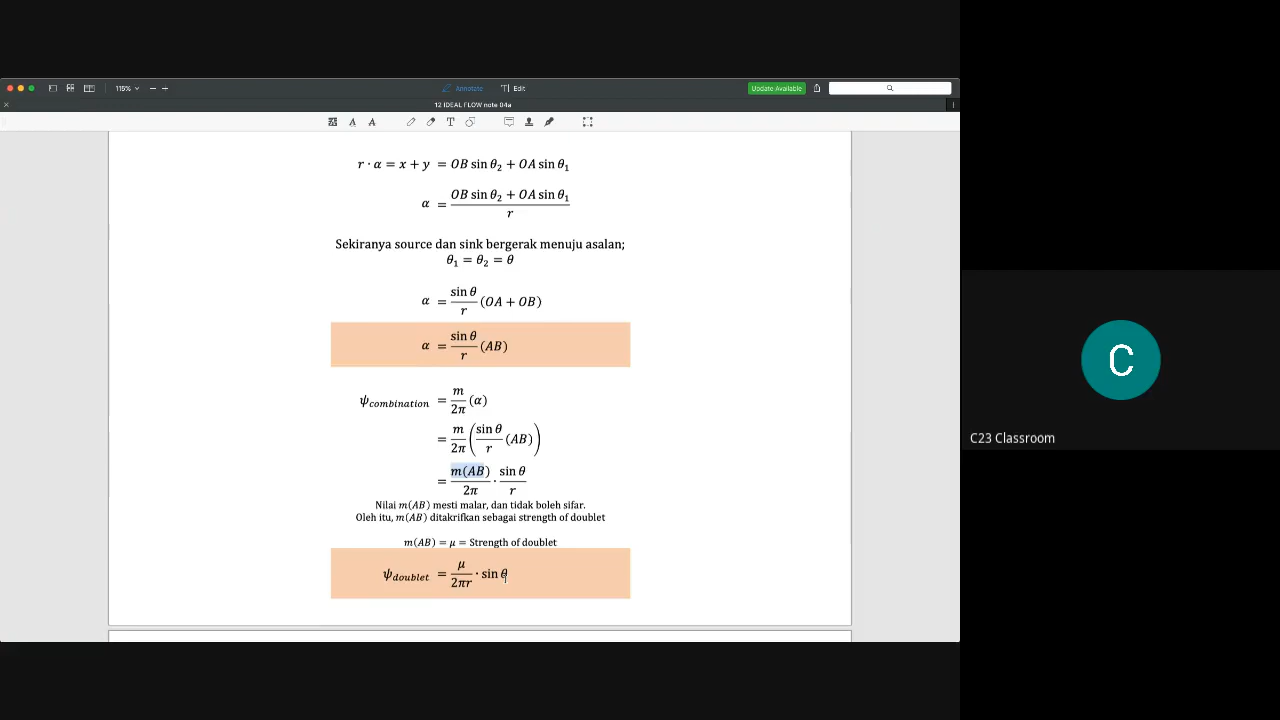 115%
Annotate
Edit
Update Available
12 IDEAL FLOW note 04a
r · α = x + y = OB sin θ₂ + OA sin θ₁
α = (OB sin θ₂ + OA sin θ₁) / r
Sekiranya source dan sink bergerak menuju asalan;
θ₁ = θ₂ = θ
α = (sin θ / r) (OA + OB)
α = (sin θ / r) (AB)
ψ_combination = (m / 2π) (α)
= (m / 2π) ((sin θ / r) (AB))
= (m(AB) / 2π) · (sin θ / r)
Nilai m(AB) mesti malar, dan tidak boleh sifar.
Oleh itu, m(AB) ditakrifkan sebagai strength of doublet
m(AB) = μ = Strength of doublet
ψ_doublet = (μ / 2πr) · sin θ
C
C23 Classroom